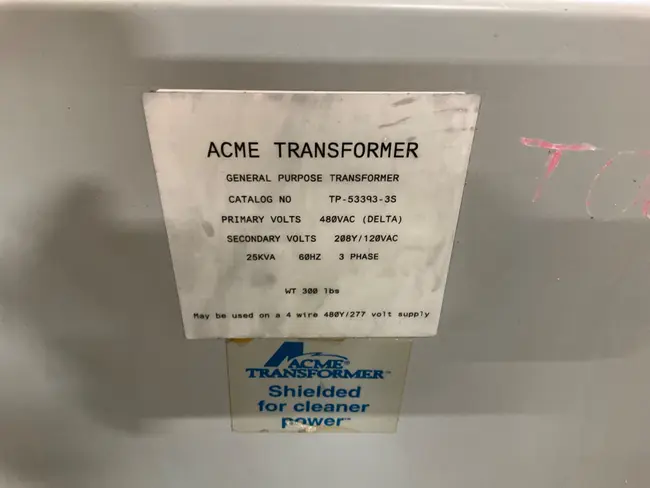 ACME TRANSFORMER
GENERAL PURPOSE TRANSFORMER
CATALOG NO TP-53393-3S
PRIMARY VOLTS 480VAC (DELTA)
SECONDARY VOLTS 208Y/120VAC
25KVA 60HZ 3 PHASE
WT 300 lbs
May be used on a 4 wire 480Y/277 volt supply
ACME®
TRANSFORMER™
Shielded
for cleaner
power™